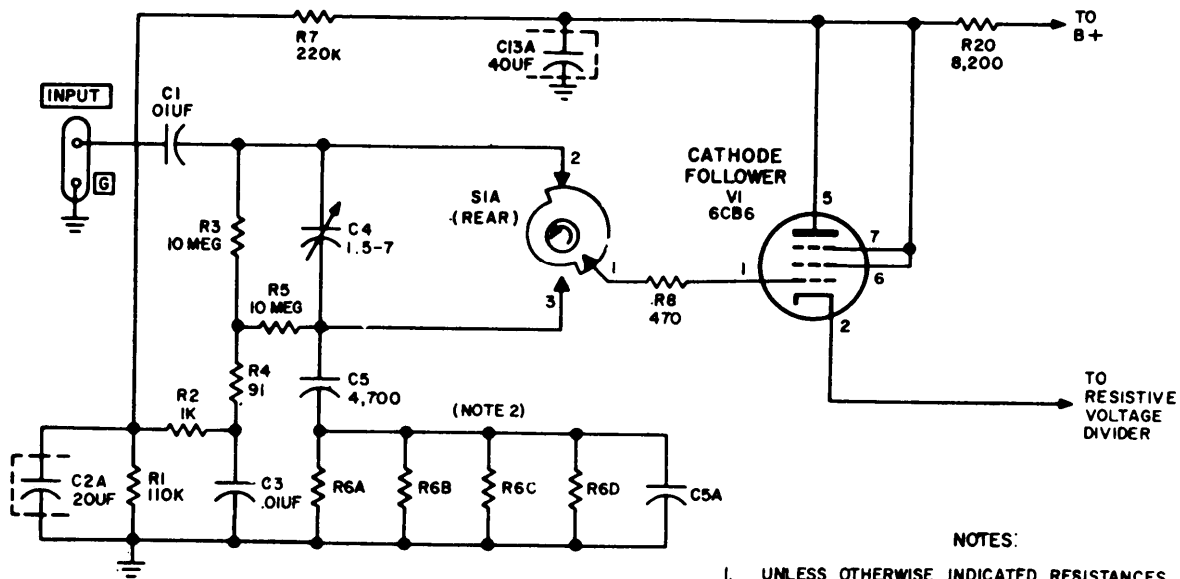 TO
B+
R7
220K
C13A
40UF
R20
8,200
INPUT
C1
.01UF
G
2
CATHODE
FOLLOWER
V1
6CB6
5
S1A
(REAR)
R3
10 MEG
C4
1.5-7
7
6
1
1
R5
10 MEG
3
R8
470
2
R4
91
C5
4,700
R2
1K
(NOTE 2)
TO
RESISTIVE
VOLTAGE
DIVIDER
C2A
20UF
R1
110K
C3
.01UF
R6A
R6B
R6C
R6D
C5A
NOTES:
1. UNLESS OTHERWISE INDICATED RESISTANCES